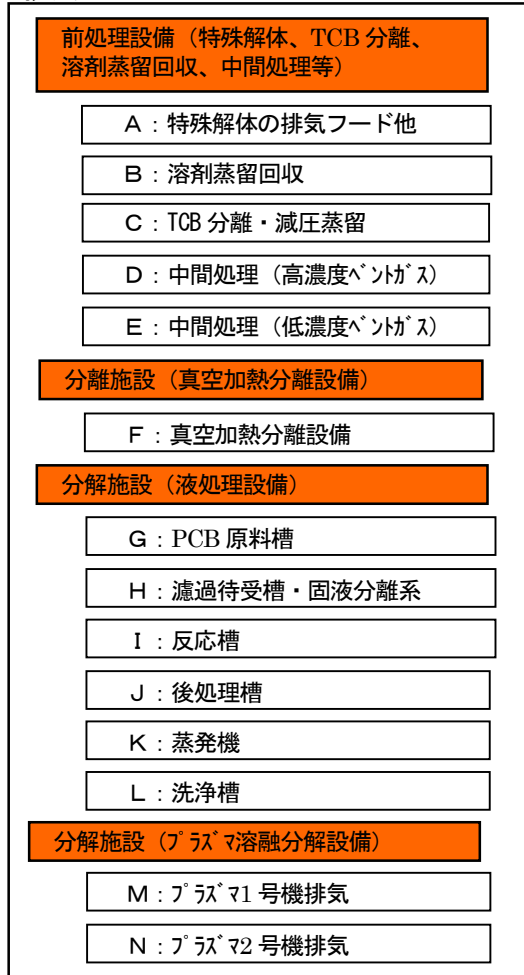 前処理設備（特殊解体、TCB 分離、
溶剤蒸留回収、中間処理等）
Ａ：特殊解体の排気フード他
Ｂ：溶剤蒸留回収
Ｃ：TCB 分離・減圧蒸留
Ｄ：中間処理（高濃度ﾍﾞﾝﾄｶﾞｽ）
Ｅ：中間処理（低濃度ﾍﾞﾝﾄｶﾞｽ）
分離施設（真空加熱分離設備）
Ｆ：真空加熱分離設備
分解施設（液処理設備）
Ｇ：PCB 原料槽
Ｈ：濾過待受槽・固液分離系
Ｉ：反応槽
Ｊ：後処理槽
Ｋ：蒸発機
Ｌ：洗浄槽
分解施設（ﾌﾟﾗｽﾞﾏ溶融分解設備）
Ｍ：ﾌﾟﾗｽﾞﾏ1 号機排気
Ｎ：ﾌﾟﾗｽﾞﾏ2 号機排気